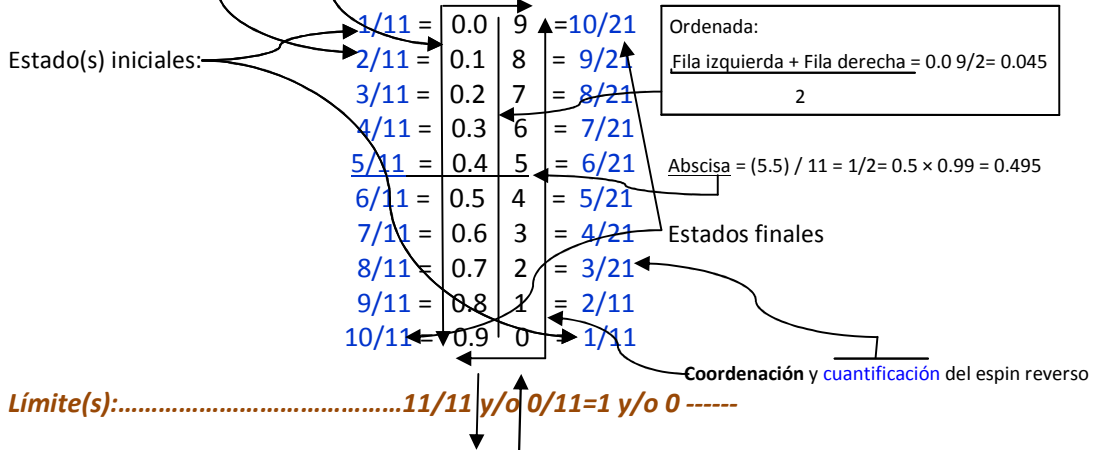 1/11 = 0.0 9 =10/21
Ordenada:
Estado(s) iniciales:
2/11 = 0.1 8 = 9/21
Fila izquierda + Fila derecha = 0.0 9/2= 0.045
3/11 = 0.2 7 = 8/21
2
4/11 = 0.3 6 = 7/21
5/11 = 0.4 5 = 6/21
Abscisa = (5.5) / 11 = 1/2= 0.5 × 0.99 = 0.495
6/11 = 0.5 4 = 5/21
7/11 = 0.6 3 = 4/21
Estados finales
8/11 = 0.7 2 = 3/21
9/11 = 0.8 1 = 2/11
10/11 = 0.9 0 = 1/11
Coordenación y cuantificación del espin reverso
Límite(s):......................................11/11 y/o 0/11=1 y/o 0 ------